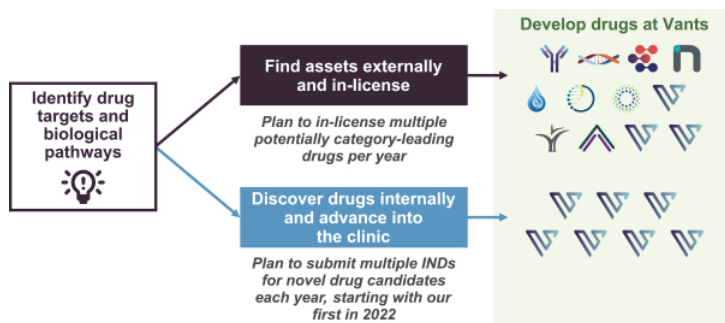 Develop drugs at Vants
Find assets externally
and in-license
Identify drug
targets and
biological
pathways
Plan to in-license multiple
potentially category-leading
drugs per year
Discover drugs internally
and advance into
the clinic
Plan to submit multiple INDs
for novel drug candidates
each year, starting with our
first in 2022